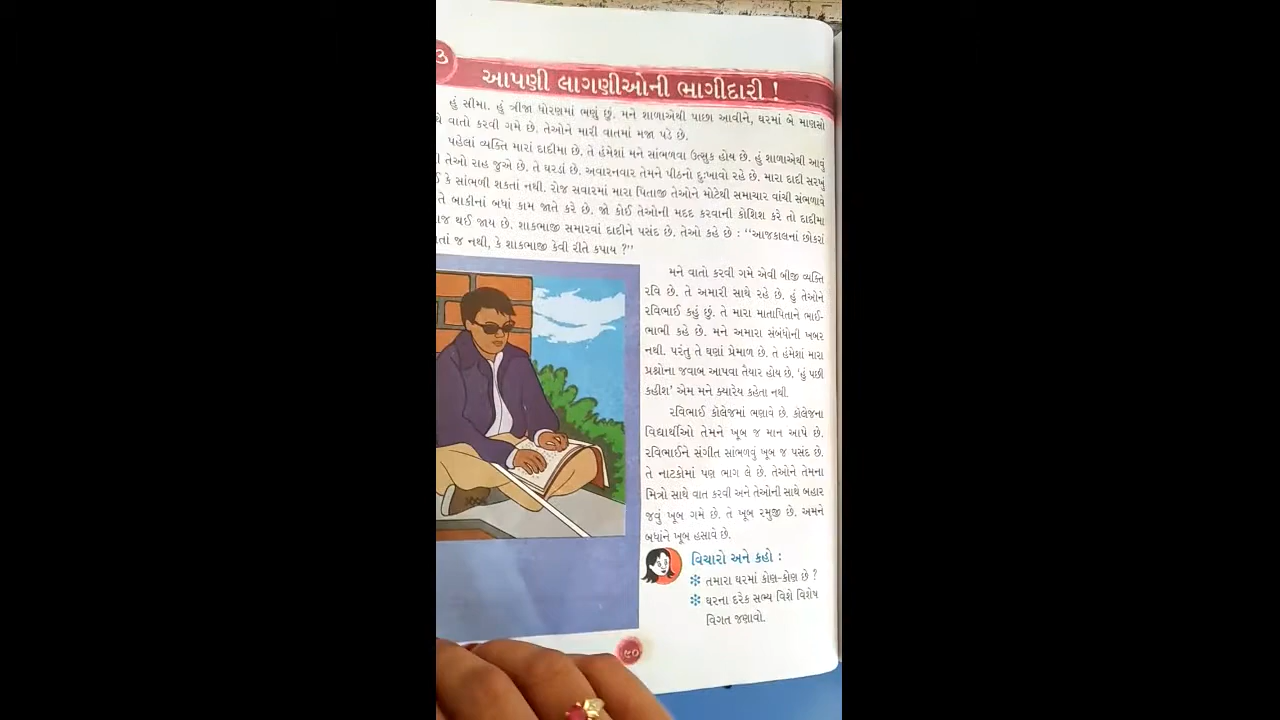 આપણી લાગણીઓની ભાગીદારી !
હું સીમા. હું ત્રીજા ધોરણમાં ભણું છું. મને શાળાએથી પાછા આવીને, ઘરમાં બે માણસો
થે વાતો કરવી ગમે છે. તેઓને મારી વાતમાં મજા પડે છે.
પહેલાં વ્યક્તિ મારાં દાદીમા છે. તે હંમેશાં મને સાંભળવા ઉત્સુક હોય છે. હું શાળાએથી આવું
તેઓ રાહ જુએ છે. તે ઘરડાં છે. અવારનવાર તેમને પીઠનો દુઃખાવો રહે છે. મારા દાદી સરખું
કે સાંભળી શકતાં નથી. રોજ સવારમાં મારા પિતાજી તેઓને મોટેથી સમાચાર વાંચી સંભળાવે
તે બાકીનાં બધાં કામ જાતે કરે છે. જો કોઈ તેઓની મદદ કરવાની કોશિશ કરે તો દાદીમા
ાજ થઈ જાય છે. શાકભાજી સમારવાં દાદીને પસંદ છે. તેઓ કહે છે : ‘‘આજકાલનાં છોકરાં
તાં જ નથી, કે શાકભાજી કેવી રીતે કપાય ?’’
મને વાતો કરવી ગમે એવી બીજી વ્યક્તિ
રવિ છે. તે અમારી સાથે રહે છે. હું તેઓને
રવિભાઈ કહું છું. તે મારા માતાપિતાને ભાઈ-
ભાભી કહે છે. મને અમારા સંબંધોની ખબર
નથી. પરંતુ તે ઘણાં પ્રેમાળ છે. તે હંમેશાં મારા
પ્રશ્નોના જવાબ આપવા તૈયાર હોય છે. ‘હું પછી
કહીશ’ એમ મને ક્યારેય કહેતા નથી.
રવિભાઈ કૉલેજમાં ભણાવે છે. કૉલેજના
વિદ્યાર્થીઓ તેમને ખૂબ જ માન આપે છે.
રવિભાઈને સંગીત સાંભળવું ખૂબ જ પસંદ છે.
તે નાટકોમાં પણ ભાગ લે છે. તેઓને તેમના
મિત્રો સાથે વાત કરવી અને તેઓની સાથે બહાર
જવું ખૂબ ગમે છે. તે ખૂબ રમુજી છે. અમને
બધાંને ખૂબ હસાવે છે.
વિચારો અને કહો :
❇ તમારા ઘરમાં કોણ-કોણ છે ?
❇ ઘરના દરેક સભ્ય વિશે વિશેષ
વિગત જણાવો.
૯૦